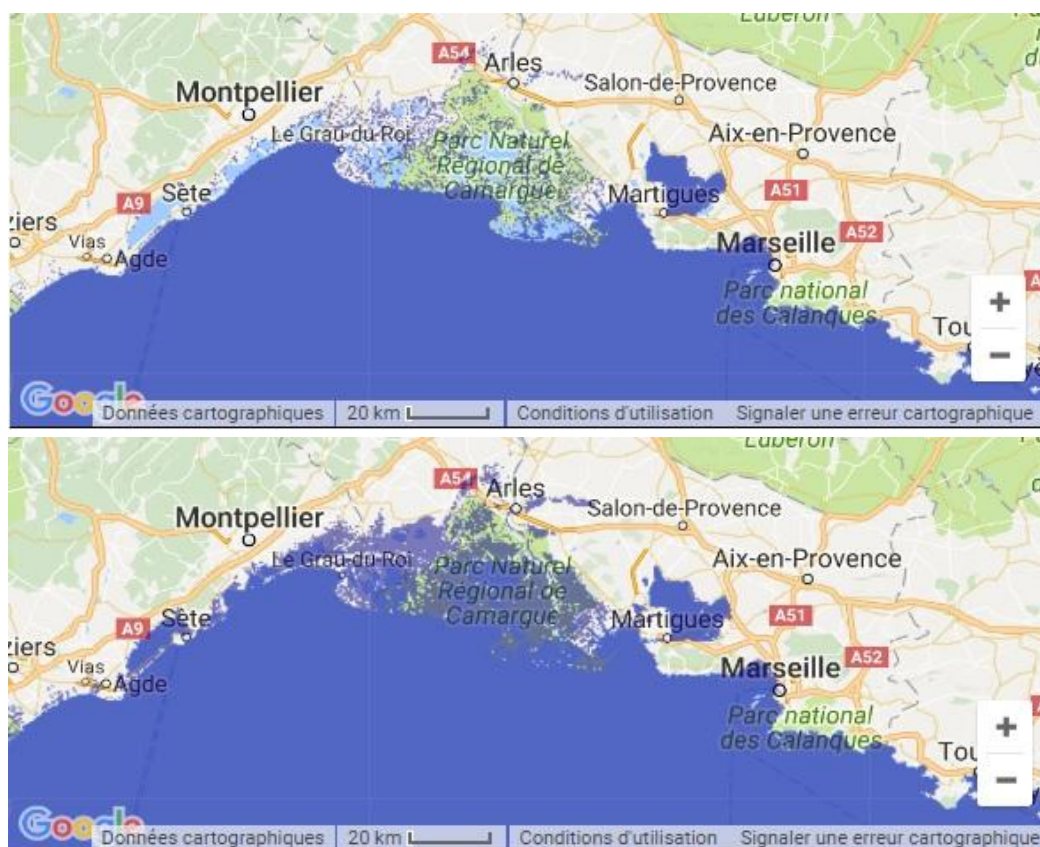 Luberon
A54
Arles
Montpellier
Salon-de-Provence
Le Grau-du-Roi
Parc Naturel
Régional de
Camargue
Aix-en-Provence
Sète
Martigues
A51
A9
ziers
Marseille
A52
Vias
Agde
Parc national
des Calanques
+
Tou
−
Google
Données cartographiques
20 km
Conditions d'utilisation
Signaler une erreur cartographique
Luberon
A54
Arles
Montpellier
Salon-de-Provence
Le Grau-du-Roi
Parc Naturel
Régional de
Camargue
Aix-en-Provence
Sète
Martigues
A51
A9
ziers
Marseille
A52
Vias
Agde
Parc national
des Calanques
+
Tou
−
Google
Données cartographiques
20 km
Conditions d'utilisation
Signaler une erreur cartographique